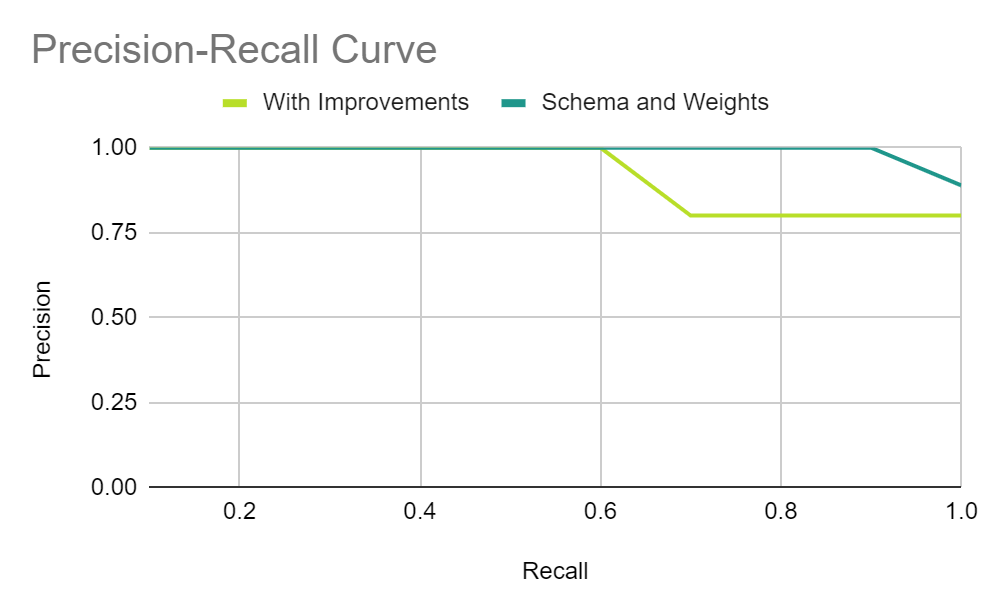 Precision-Recall Curve
With Improvements
Schema and Weights
1.00
0.75
0.50
0.25
0.00
Precision
0.2
0.4
0.6
0.8
1.0
Recall